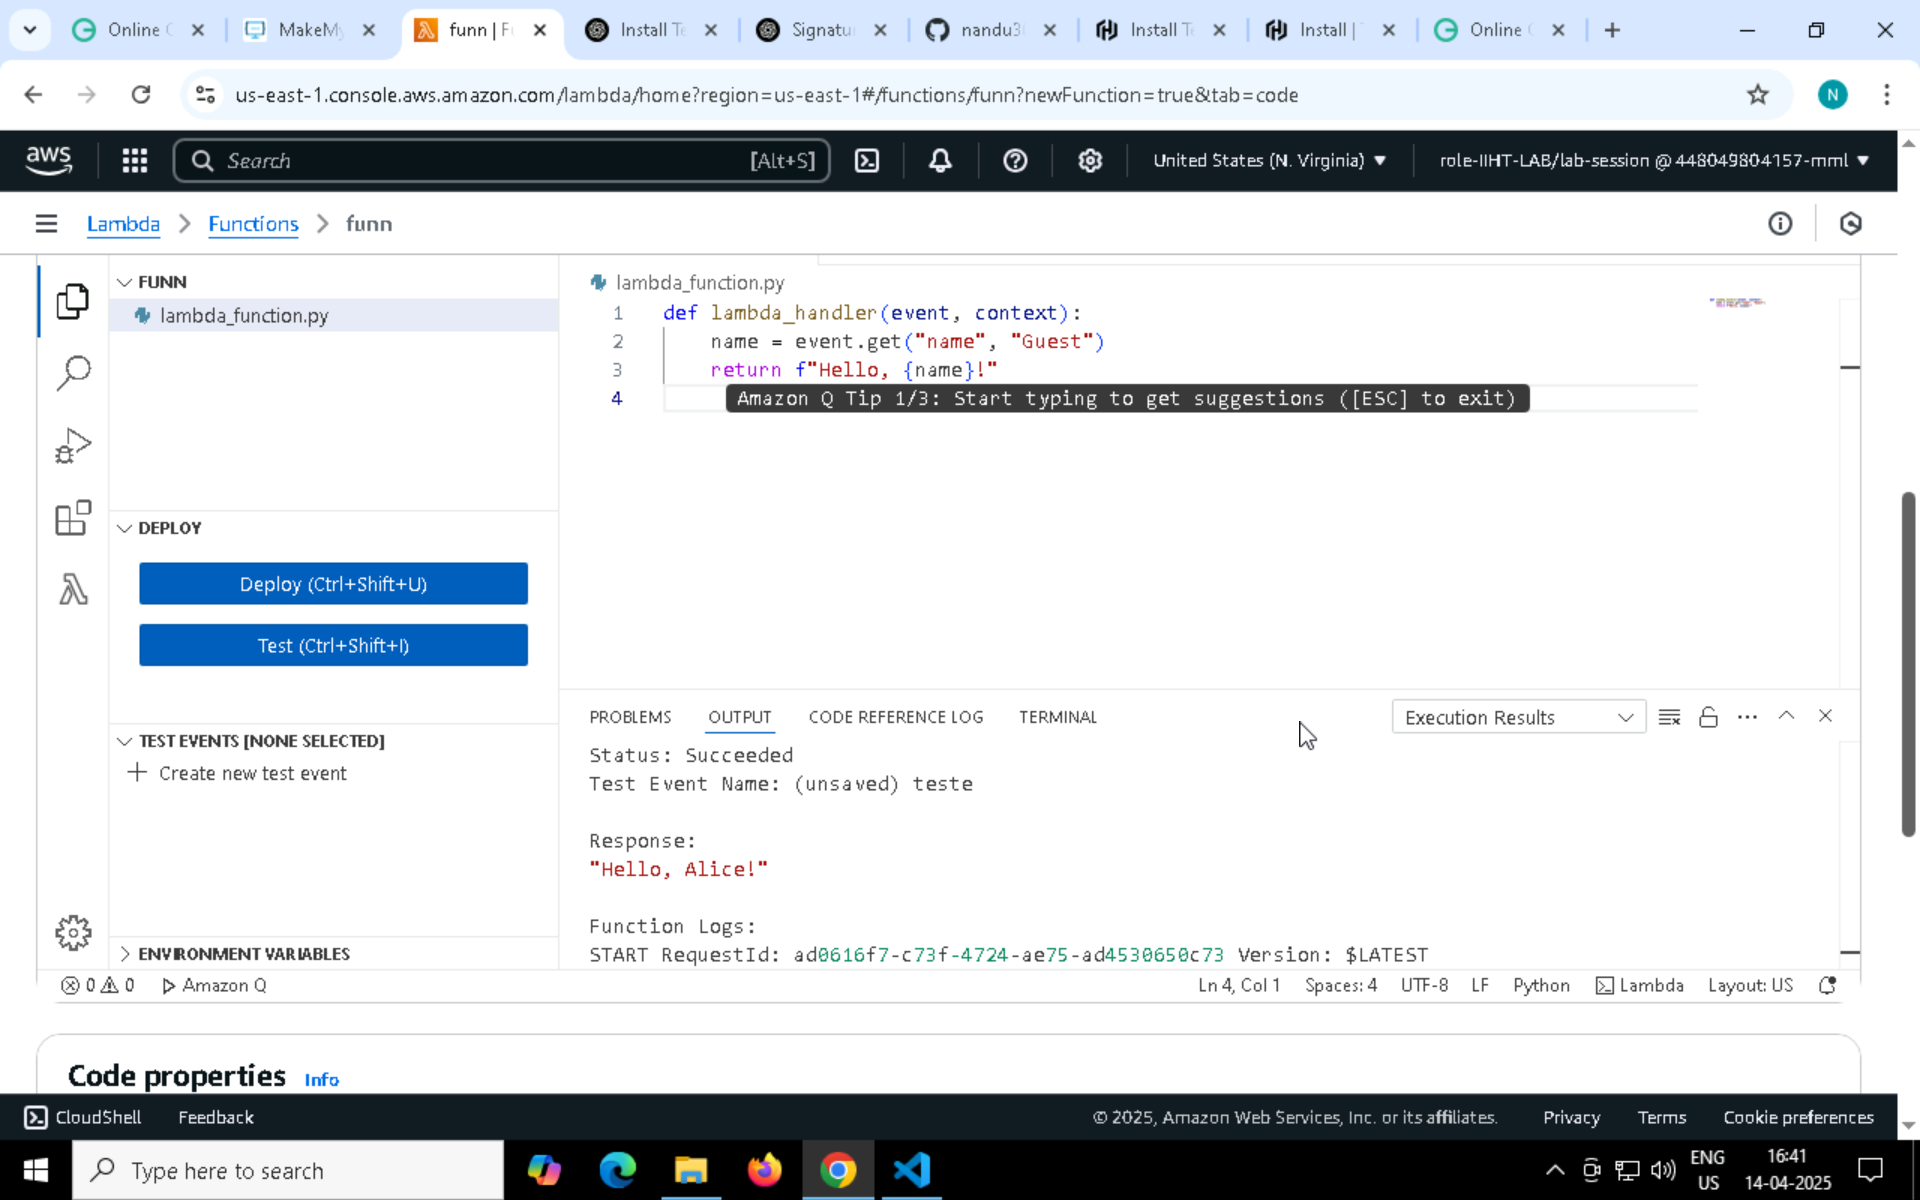 Online C
MakeMy
funn | F
Install Te
Signatu
nandu3
Install Te
Install | T
Online C
us-east-1.console.aws.amazon.com/lambda/home?region=us-east-1#/functions/funn?newFunction=true&tab=code
N
aws
Search
[Alt+S]
United States (N. Virginia)
role-IIHT-LAB/lab-session @ 448049804157-mml
Lambda
Functions
funn
FUNN
lambda_function.py
lambda_function.py
1 def lambda_handler(event, context):
2 name = event.get("name", "Guest")
3 return f"Hello, {name}!"
4 Amazon Q Tip 1/3: Start typing to get suggestions ([ESC] to exit)
DEPLOY
Deploy (Ctrl+Shift+U)
Test (Ctrl+Shift+I)
TEST EVENTS [NONE SELECTED]
Create new test event
ENVIRONMENT VARIABLES
PROBLEMS
OUTPUT
CODE REFERENCE LOG
TERMINAL
Execution Results
Status: Succeeded
Test Event Name: (unsaved) teste
Response:
"Hello, Alice!"
Function Logs:
START RequestId: ad0616f7-c73f-4724-ae75-ad4530650c73 Version: $LATEST
0 0
Amazon Q
Ln 4, Col 1
Spaces: 4
UTF-8
LF
Python
Lambda
Layout: US
Code properties
Info
CloudShell
Feedback
© 2025, Amazon Web Services, Inc. or its affiliates.
Privacy
Terms
Cookie preferences
Type here to search
ENG
US
16:41
14-04-2025